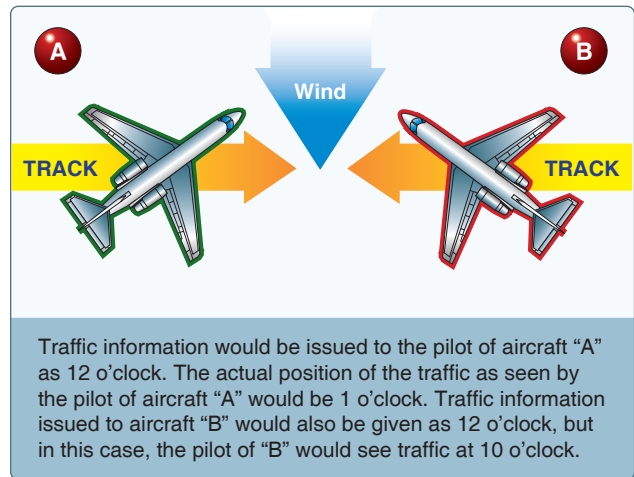 A
B
Wind
TRACK
TRACK
Traffic information would be issued to the pilot of aircraft “A”
as 12 o’clock. The actual position of the traffic as seen by
the pilot of aircraft “A” would be 1 o’clock. Traffic information
issued to aircraft “B” would also be given as 12 o’clock, but
in this case, the pilot of “B” would see traffic at 10 o’clock.